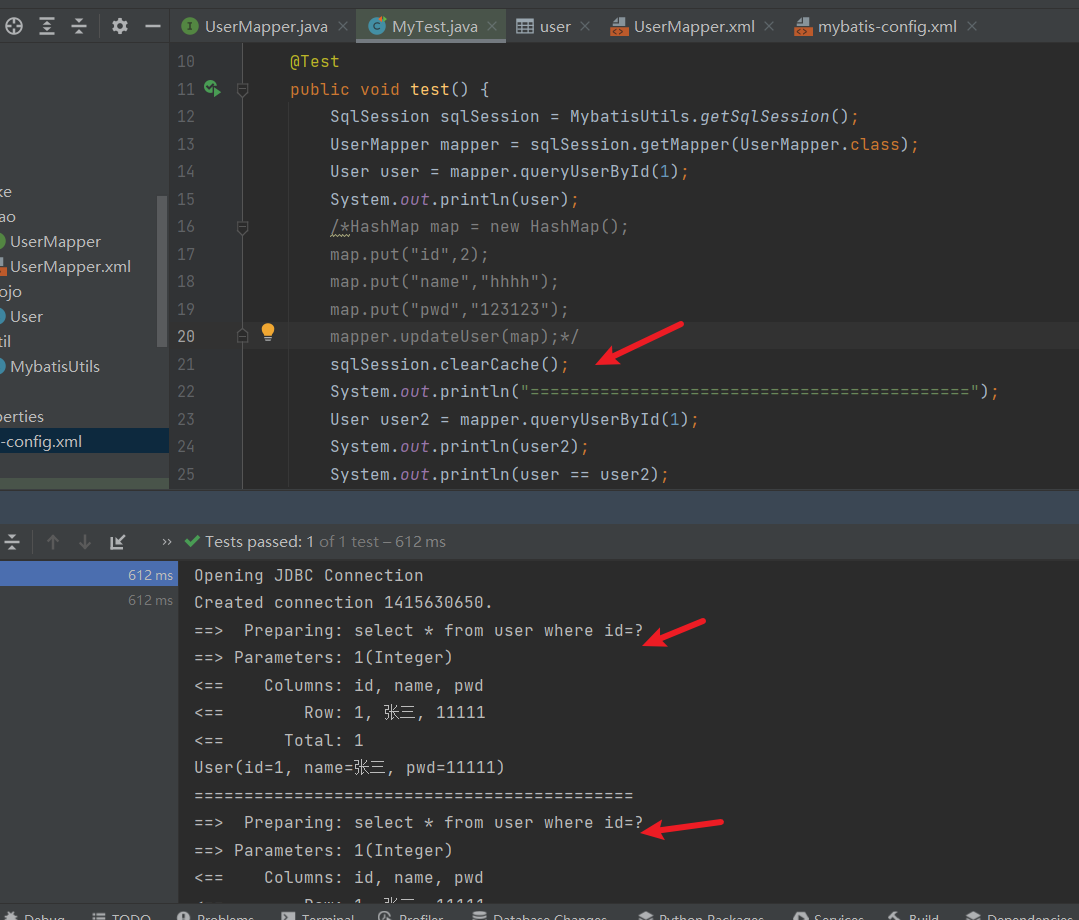 UserMapper.java MyTest.java user UserMapper.xml mybatis-config.xml
10 @Test
11 public void test() {
12 SqlSession sqlSession = MybatisUtils.getSqlSession();
13 UserMapper mapper = sqlSession.getMapper(UserMapper.class);
14 User user = mapper.queryUserById(1);
15 System.out.println(user);
16 /*HashMap map = new HashMap();
17 map.put("id",2);
18 map.put("name","hhhh");
19 map.put("pwd","123123");
20 mapper.updateUser(map);*/
21 sqlSession.clearCache();
22 System.out.println("============================================");
23 User user2 = mapper.queryUserById(1);
24 System.out.println(user2);
25 System.out.println(user == user2);
ke
ao
UserMapper
UserMapper.xml
ojo
User
til
MybatisUtils
perties
-config.xml
» Tests passed: 1 of 1 test – 612 ms
612 ms
612 ms
Opening JDBC Connection
Created connection 1415630650.
==>  Preparing: select * from user where id=?
==> Parameters: 1(Integer)
<==    Columns: id, name, pwd
<==        Row: 1, 张三, 11111
<==      Total: 1
User(id=1, name=张三, pwd=11111)
============================================
==>  Preparing: select * from user where id=?
==> Parameters: 1(Integer)
<==    Columns: id, name, pwd
<==        Row: 1, 张三, 11111
Debug TODO Problems Terminal Profiler Database Changes Python Packages Services Build Dependencies